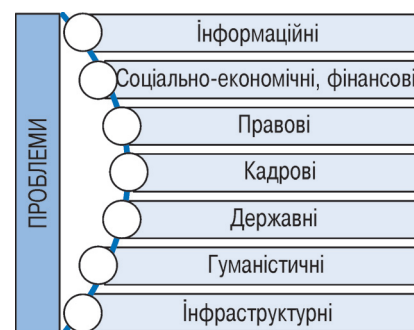 ПРОБЛЕМИ
Інформаційні
Соціально-економічні, фінансові
Правові
Кадрові
Державні
Гуманістичні
Інфраструктурні